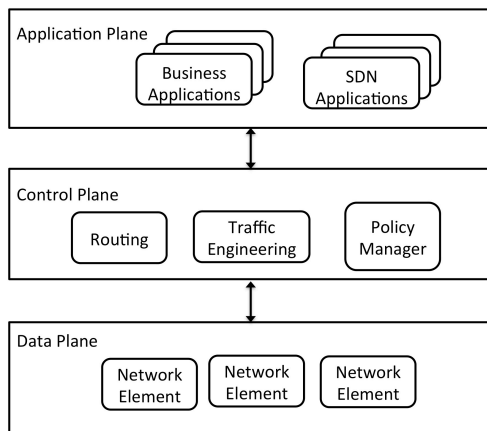 Application Plane
Business
Applications
SDN
Applications
Control Plane
Routing
Traffic
Engineering
Policy
Manager
Data Plane
Network
Element
Network
Element
Network
Element